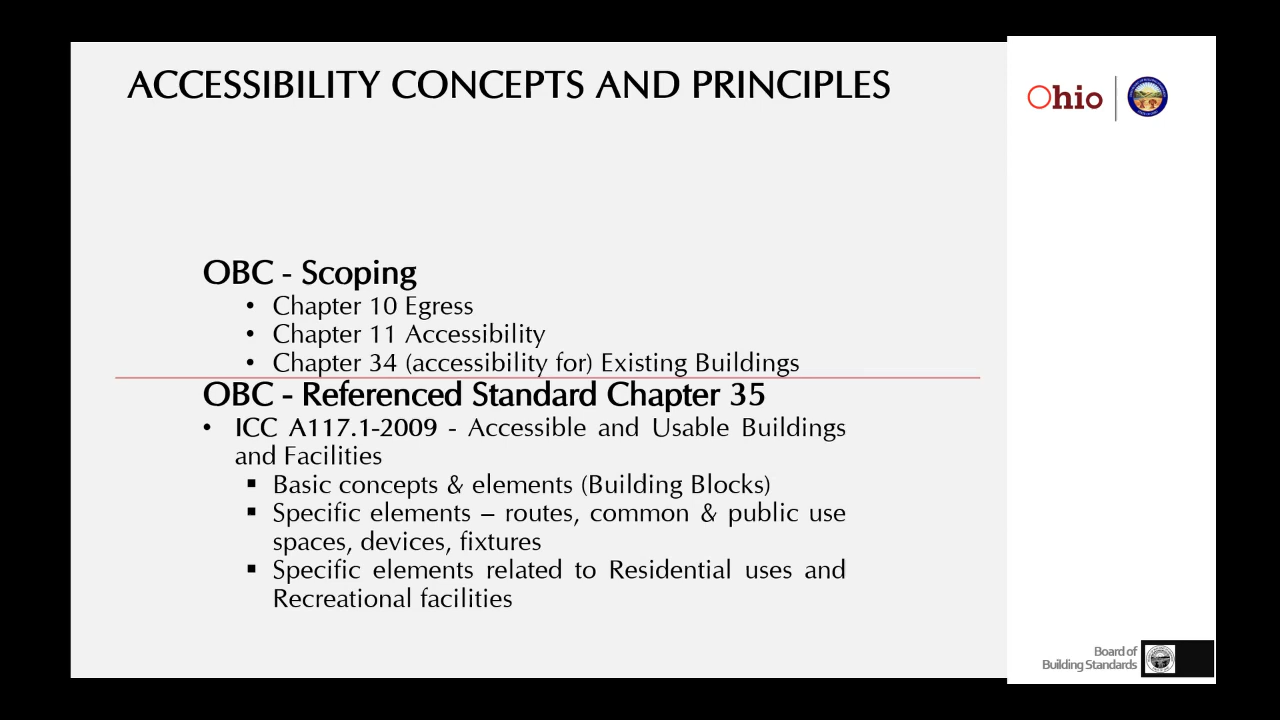 ACCESSIBILITY CONCEPTS AND PRINCIPLES
Ohio
OBC - Scoping
• Chapter 10 Egress
• Chapter 11 Accessibility
• Chapter 34 (accessibility for) Existing Buildings
OBC - Referenced Standard Chapter 35
• ICC A117.1-2009 - Accessible and Usable Buildings
and Facilities
▪ Basic concepts & elements (Building Blocks)
▪ Specific elements – routes, common & public use
spaces, devices, fixtures
▪ Specific elements related to Residential uses and
Recreational facilities
Board of
Building Standards